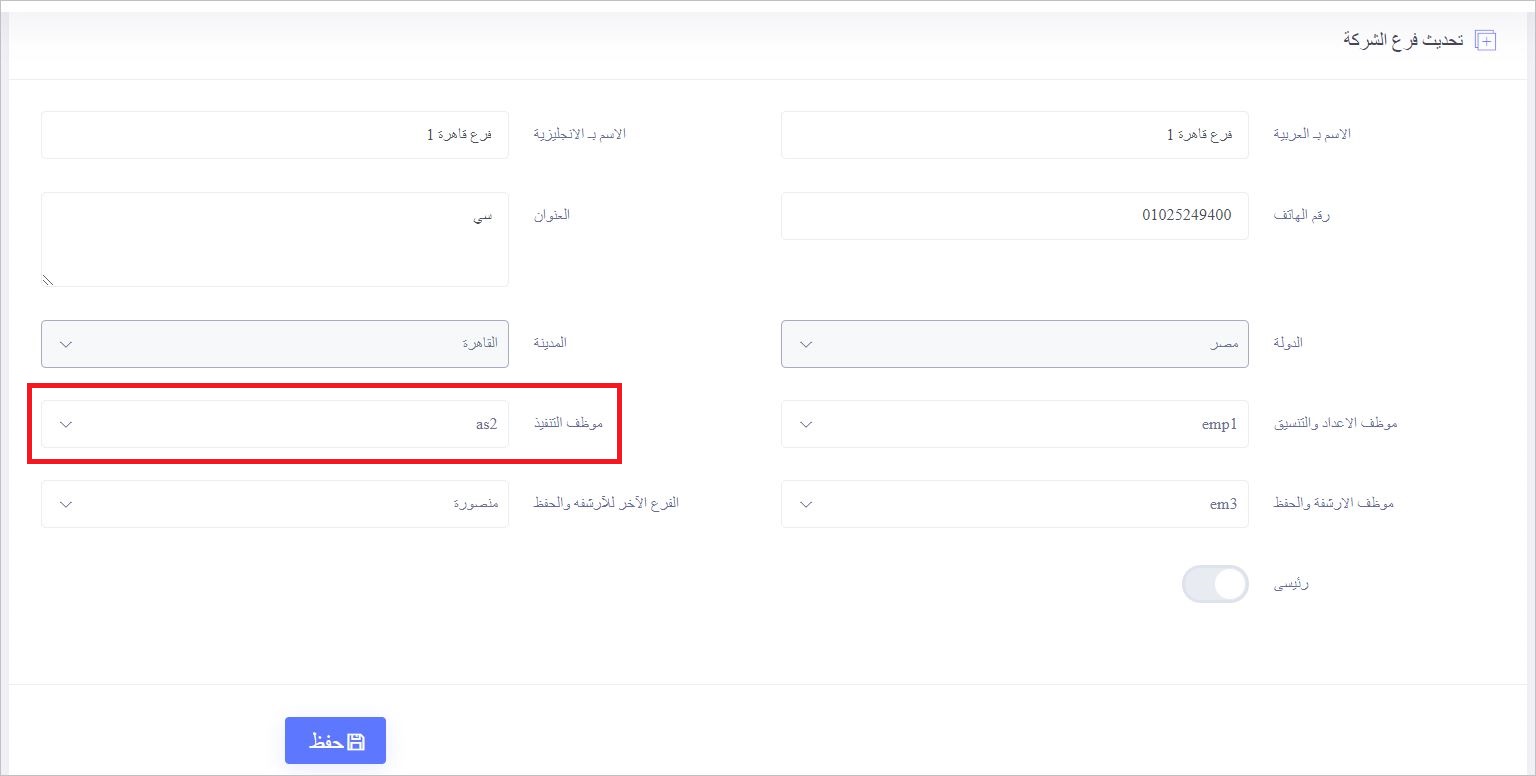 تحديث فرع الشركة
الاسم بـ العربية
فرع قاهرة 1
الاسم بـ الانجليزية
فرع قاهرة 1
رقم الهاتف
01025249400
العنوان
سي
الدولة
مصر
المدينة
القاهرة
موظف الاعداد والتنسيق
emp1
موظف التنفيذ
as2
موظف الارشفة والحفظ
em3
الفرع الآخر للآرشفه والحفظ
منصورة
رئيسى
حفظ